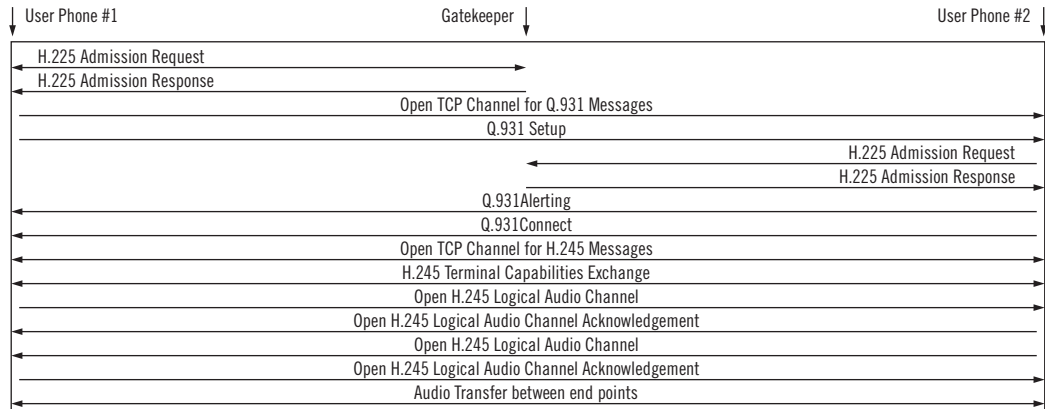 User Phone #1 Gatekeeper User Phone #2
H.225 Admission Request
H.225 Admission Response
Open TCP Channel for Q.931 Messages
Q.931 Setup
H.225 Admission Request
H.225 Admission Response
Q.931Alerting
Q.931Connect
Open TCP Channel for H.245 Messages
H.245 Terminal Capabilities Exchange
Open H.245 Logical Audio Channel
Open H.245 Logical Audio Channel Acknowledgement
Open H.245 Logical Audio Channel
Open H.245 Logical Audio Channel Acknowledgement
Audio Transfer between end points